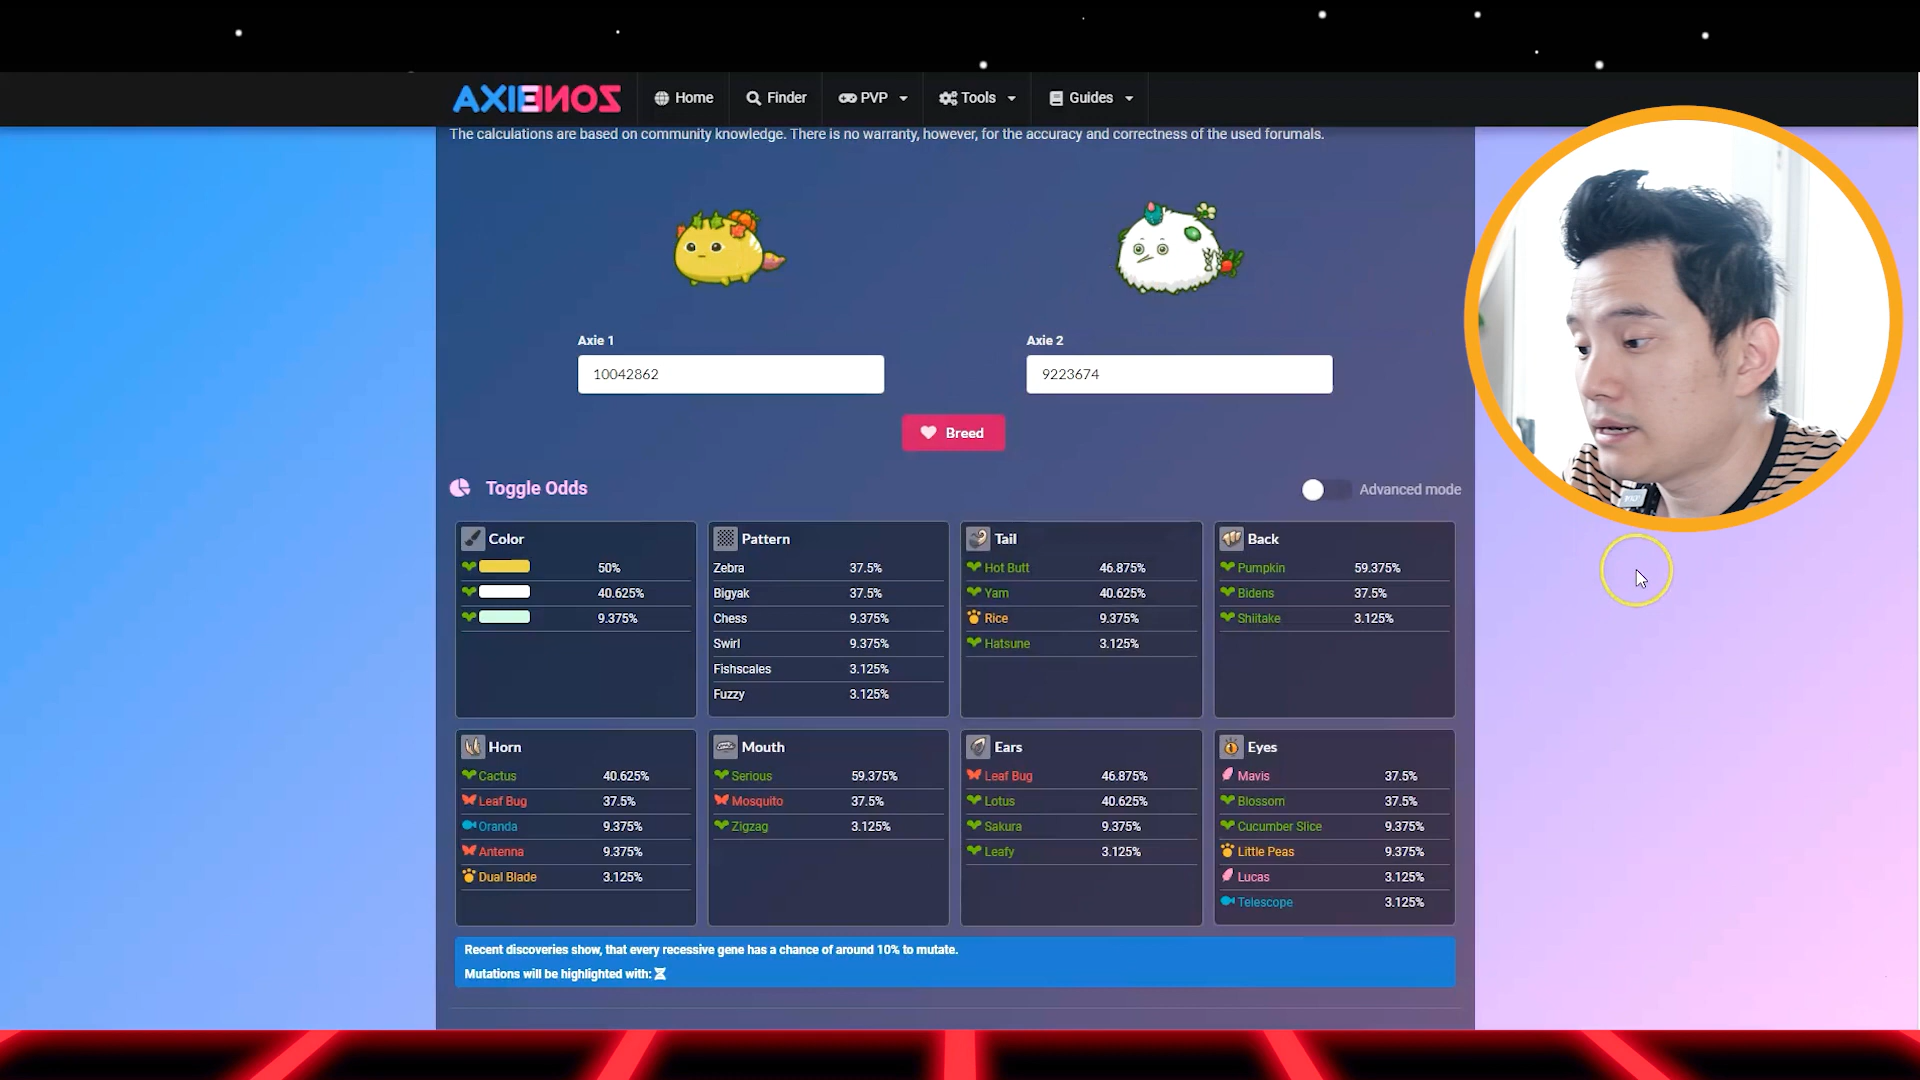 AXIE ZONE
Home
Finder
PVP
Tools
Guides
The calculations are based on community knowledge. There is no warranty, however, for the accuracy and correctness of the used forumals.
Axie 1
Axie 2
10042862
9223674
Breed
Toggle Odds
Advanced mode
Color
50%
40.625%
9.375%
Pattern
Zebra 37.5%
Bigyak 37.5%
Chess 9.375%
Swirl 9.375%
Fishscales 3.125%
Fuzzy 3.125%
Tail
Hot Butt 46.875%
Yam 40.625%
Rice 9.375%
Hatsune 3.125%
Back
Pumpkin 59.375%
Bidens 37.5%
Shiitake 3.125%
Horn
Cactus 40.625%
Leaf Bug 37.5%
Oranda 9.375%
Antenna 9.375%
Dual Blade 3.125%
Mouth
Serious 59.375%
Mosquito 37.5%
Zigzag 3.125%
Ears
Leaf Bug 46.875%
Lotus 40.625%
Sakura 9.375%
Leafy 3.125%
Eyes
Mavis 37.5%
Blossom 37.5%
Cucumber Slice 9.375%
Little Peas 9.375%
Lucas 3.125%
Telescope 3.125%
Recent discoveries show, that every recessive gene has a chance of around 10% to mutate.
Mutations will be highlighted with: